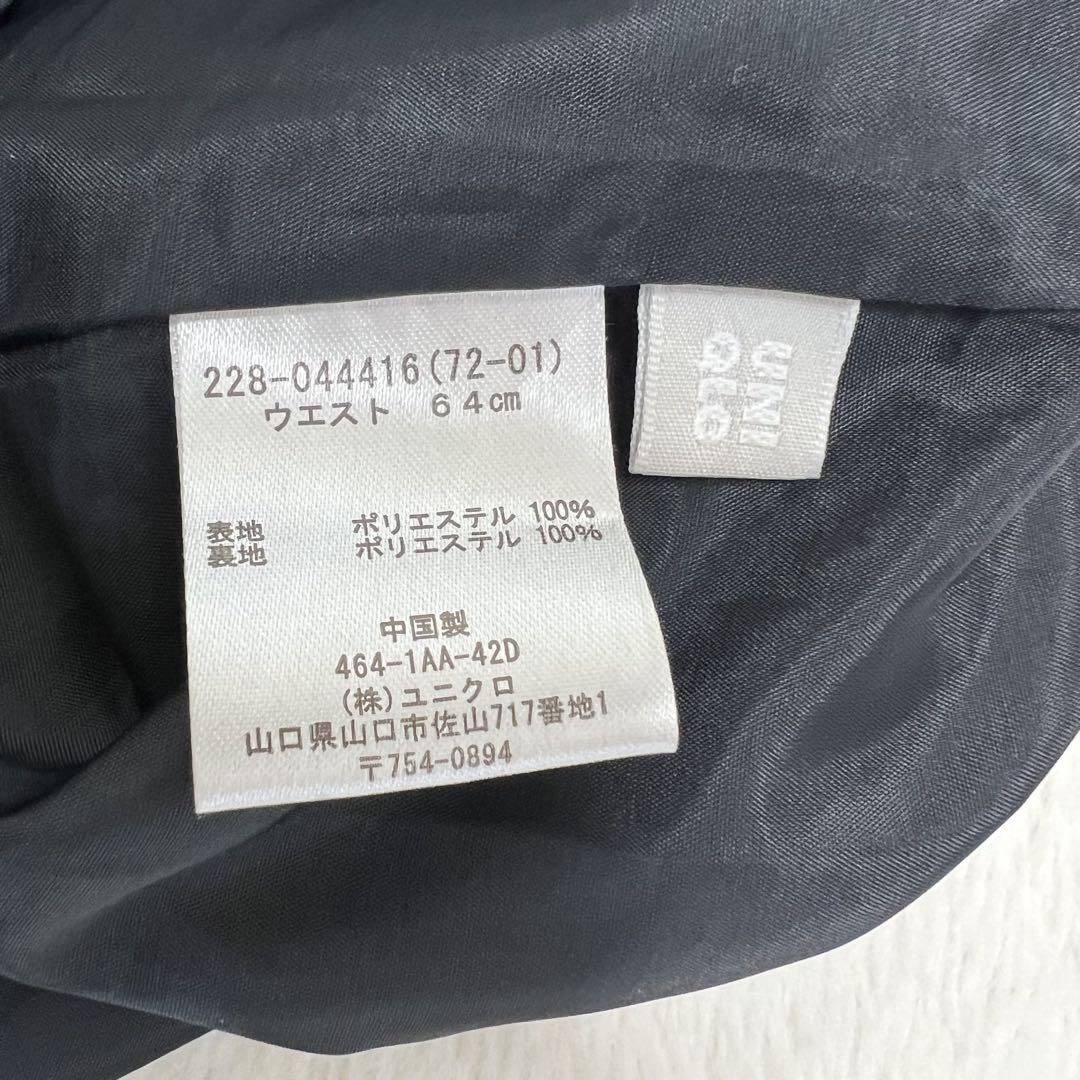 228-044416(72-01)
ウエスト 64cm
表地 ポリエステル 100%
裏地 ポリエステル 100%
中国製
464-1AA-42D
(株)ユニクロ
山口県山口市佐山717番地1
〒754-0894
UNI
QLO